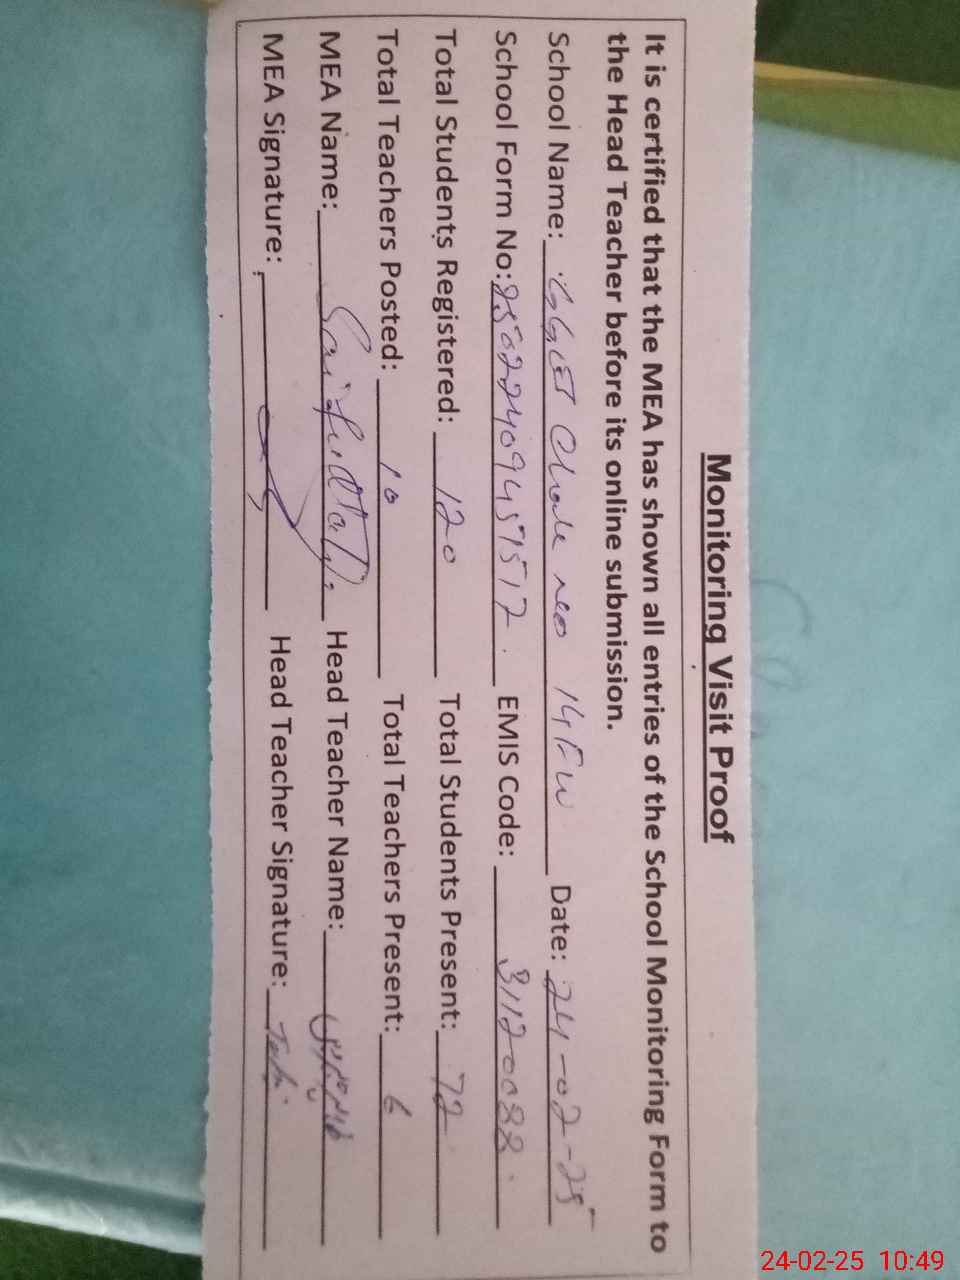 Monitoring Visit Proof
It is certified that the MEA has shown all entries of the School Monitoring Form to
the Head Teacher before its online submission.
School Name: GGES Chak no 14 FW Date: 24-02-25
School Form No: EMIS Code: 31120088
Total Students Registered: 120 Total Students Present: 72
Total Teachers Posted: 10 Total Teachers Present: 6
MEA Name: Head Teacher Name:
MEA Signature: Head Teacher Signature:
24-02-25 10:49